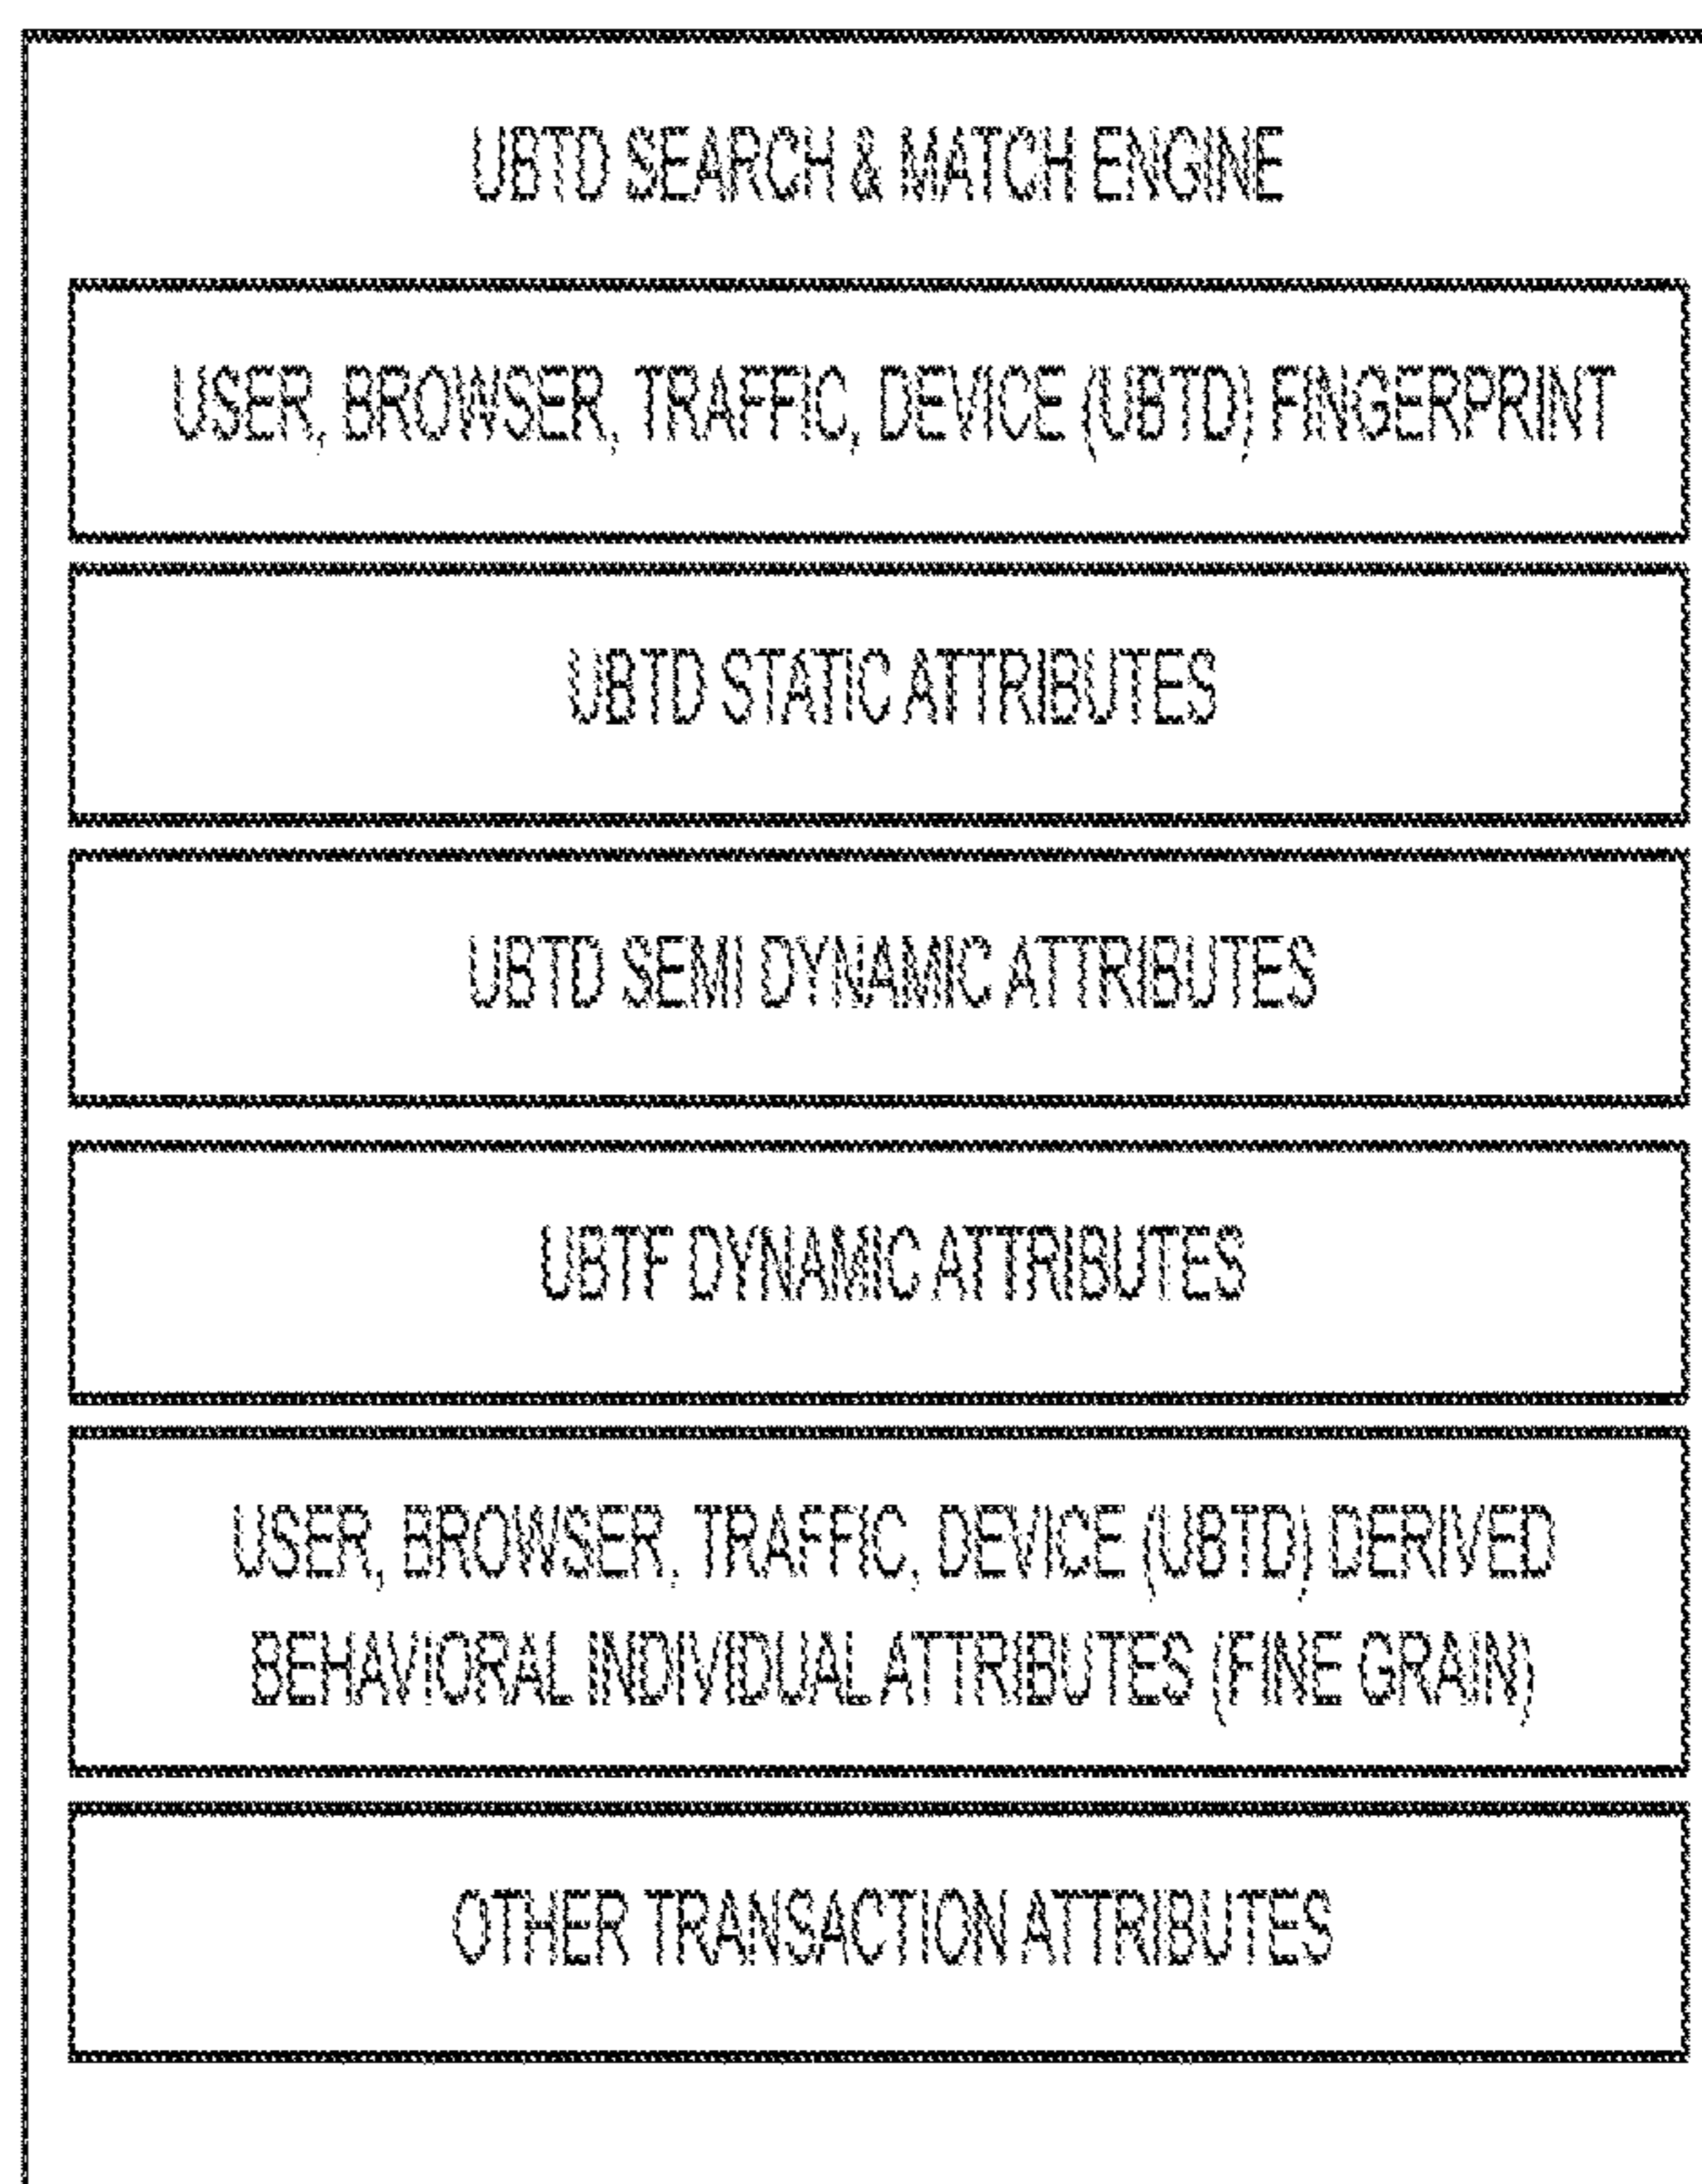 UBTD SEARCH & MATCH ENGINE
USER, BROWSER, TRAFFIC, DEVICE (UBTD) FINGERPRINT
UBTD STATIC ATTRIBUTES
UBTD SEMI DYNAMIC ATTRIBUTES
UBTF DYNAMIC ATTRIBUTES
USER, BROWSER, TRAFFIC, DEVICE (UBTD) DERIVED
BEHAVIORAL INDIVIDUAL ATTRIBUTES (FINE GRAIN)
OTHER TRANSACTION ATTRIBUTES